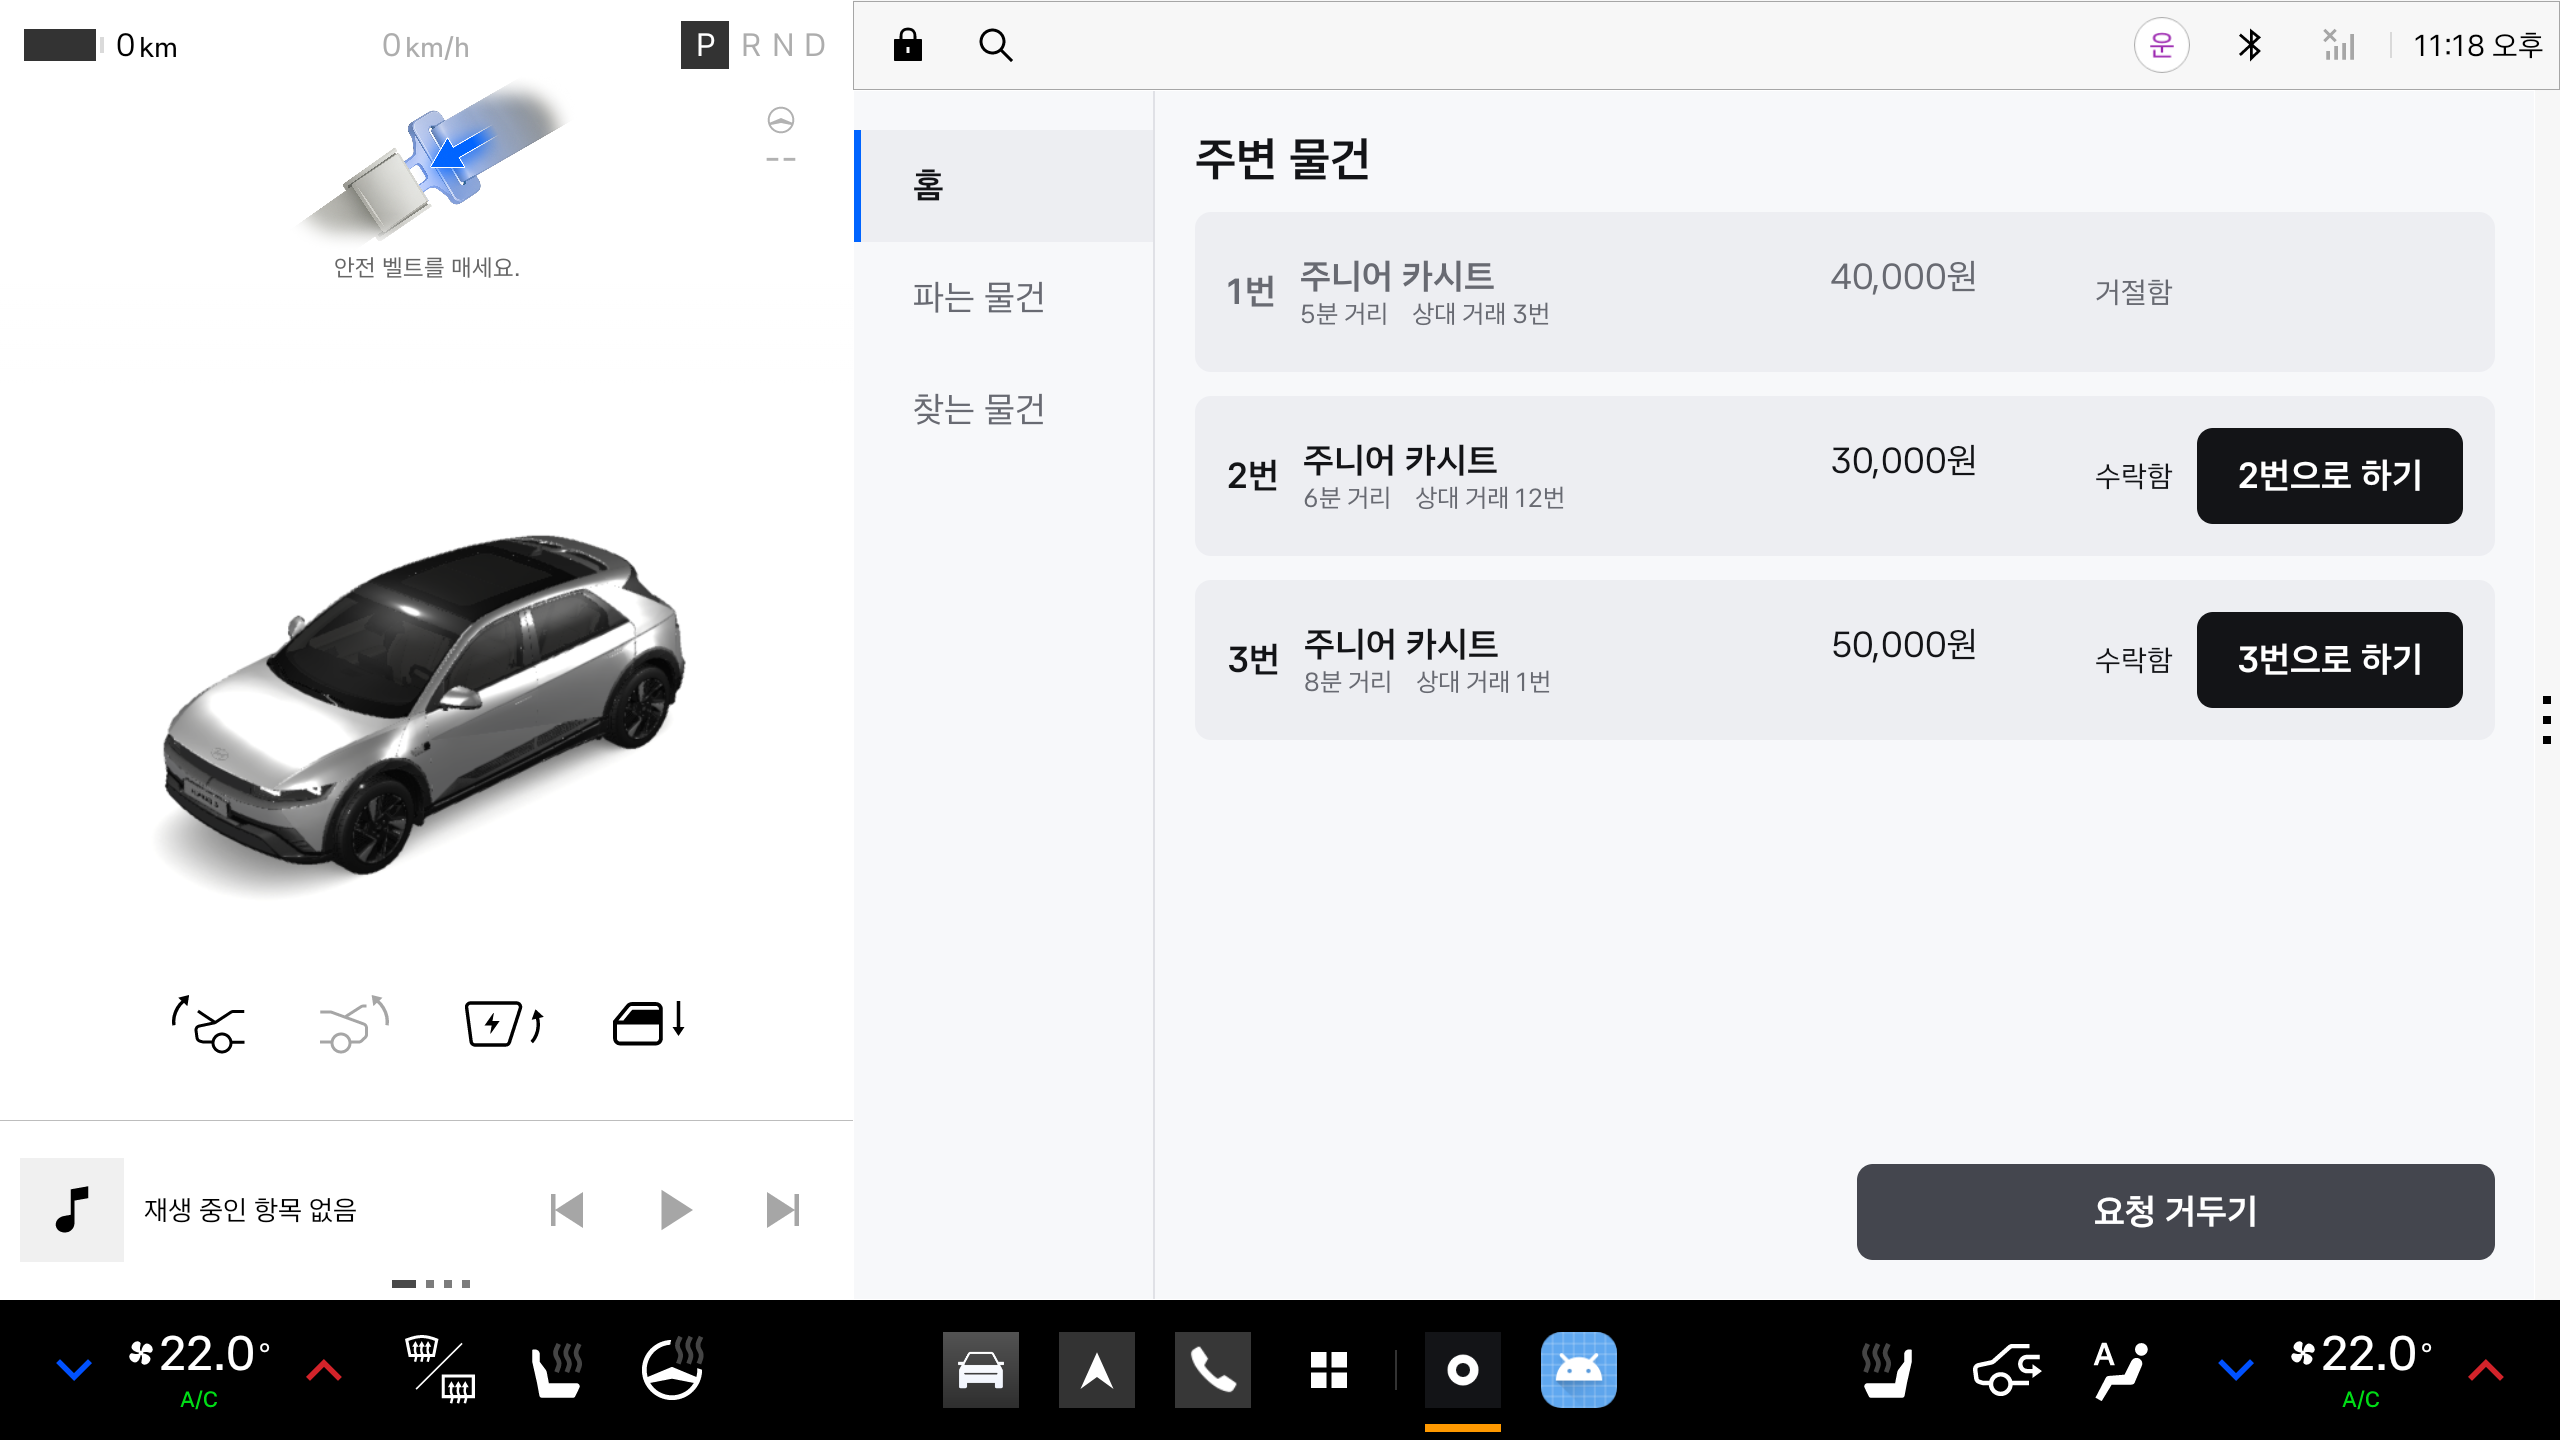 0 km
0 km/h
P R N D
안전 벨트를 매세요.
--
재생 중인 항목 없음
운
11:18 오후
홈
파는 물건
찾는 물건
주변 물건
1번
주니어 카시트
5분 거리 상대 거래 3번
40,000원
거절함
2번
주니어 카시트
6분 거리 상대 거래 12번
30,000원
수락함
2번으로 하기
3번
주니어 카시트
8분 거리 상대 거래 1번
50,000원
수락함
3번으로 하기
요청 거두기
22.0°
A/C
A
22.0°
A/C